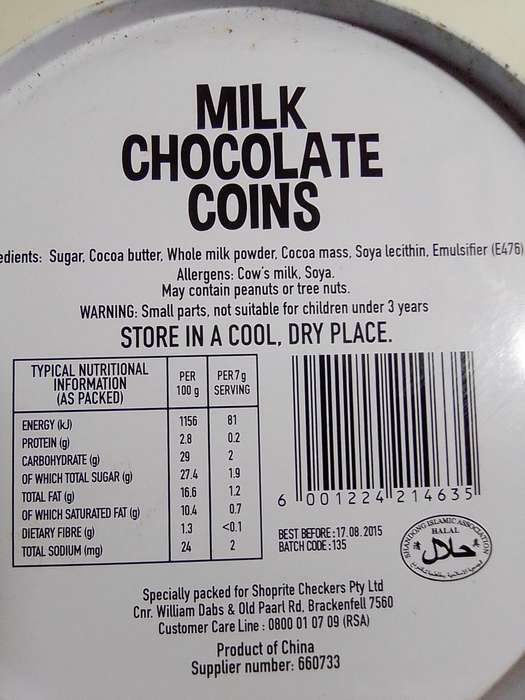 MILK
CHOCOLATE
COINS
edients: Sugar, Cocoa butter, Whole milk powder, Cocoa mass, Soya lecithin, Emulsifier (E476)
Allergens: Cow's milk, Soya.
May contain peanuts or tree nuts.
WARNING: Small parts, not suitable for children under 3 years
STORE IN A COOL, DRY PLACE.
TYPICAL NUTRITIONAL INFORMATION (AS PACKED) PER 100 g PER 7 g SERVING
ENERGY (kJ) 1156 81
PROTEIN (g) 2.8 0.2
CARBOHYDRATE (g) 29 2
OF WHICH TOTAL SUGAR (g) 27.4 1.9
TOTAL FAT (g) 16.6 1.2
OF WHICH SATURATED FAT (g) 10.4 0.7
DIETARY FIBRE (g) 1.3 <0.1
TOTAL SODIUM (mg) 24 2
6 001224 214635
BEST BEFORE: 17.08.2015
BATCH CODE: 135
SHANDONG ISLAMIC ASSOCIATION
HALAL
حلال
Specially packed for Shoprite Checkers Pty Ltd
Cnr. William Dabs & Old Paarl Rd, Brackenfell 7560
Customer Care Line : 0800 01 07 09 (RSA)
Product of China
Supplier number: 660733